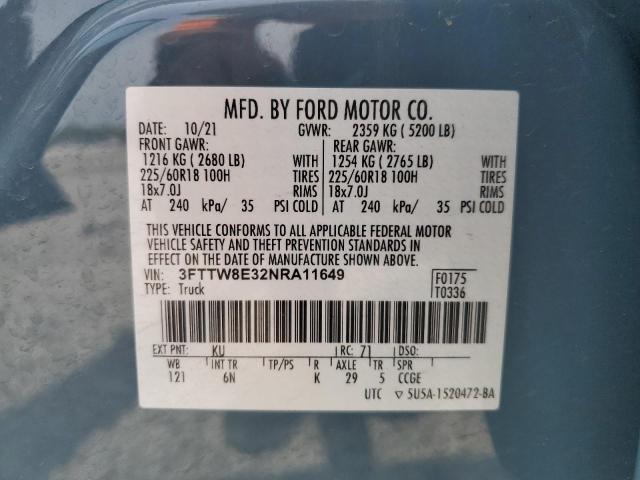 MFD. BY FORD MOTOR CO.
DATE: 10/21 GVWR: 2359 KG ( 5200 LB)
FRONT GAWR: REAR GAWR:
1216 KG ( 2680 LB) WITH 1254 KG ( 2765 LB) WITH
225/60R18 100H TIRES 225/60R18 100H TIRES
18x7.0J RIMS 18x7.0J RIMS
AT 240 kPa/ 35 PSI COLD AT 240 kPa/ 35 PSI COLD
THIS VEHICLE CONFORMS TO ALL APPLICABLE FEDERAL MOTOR
VEHICLE SAFETY AND THEFT PREVENTION STANDARDS IN
EFFECT ON THE DATE OF MANUFACTURE SHOWN ABOVE.
VIN: 3FTTW8E32NRA11649 F0175
TYPE: Truck T0336
EXT PNT: KU RC: 71 DSO:
WB INT TR TP/PS R AXLE TR SPR
121 6N K 29 5 CCGE
UTC ▽ 5U5A-1520472-BA